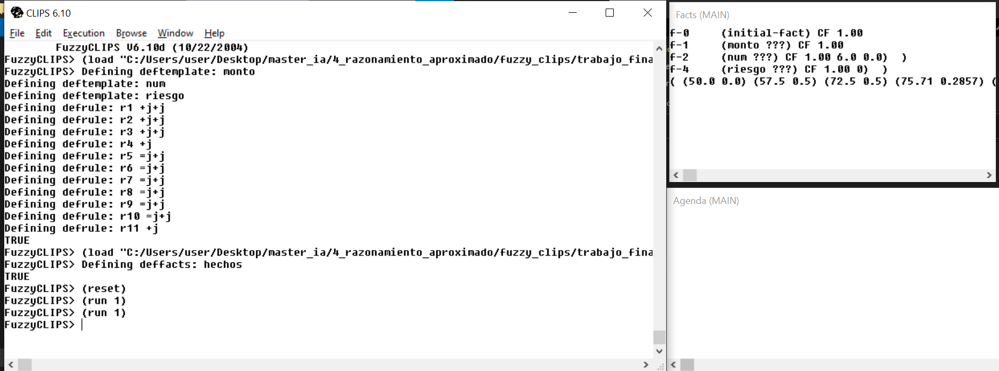 CLIPS 6.10
File Edit Execution Browse Window Help
FuzzyCLIPS V6.10d (10/22/2004)
FuzzyCLIPS> (load "C:/Users/user/Desktop/master_ia/4_razonamiento_aproximado/fuzzy_clips/trabajo_fina
FuzzyCLIPS> Defining deftemplate: monto
Defining deftemplate: num
Defining deftemplate: riesgo
Defining defrule: r1 +j+j
Defining defrule: r2 +j+j
Defining defrule: r3 +j+j
Defining defrule: r4 +j
Defining defrule: r5 =j+j
Defining defrule: r6 =j+j
Defining defrule: r7 =j+j
Defining defrule: r8 =j+j
Defining defrule: r9 =j+j
Defining defrule: r10 =j+j
Defining defrule: r11 +j
TRUE
FuzzyCLIPS> (load "C:/Users/user/Desktop/master_ia/4_razonamiento_aproximado/fuzzy_clips/trabajo_fina
FuzzyCLIPS> Defining deffacts: hechos
TRUE
FuzzyCLIPS> (reset)
FuzzyCLIPS> (run 1)
FuzzyCLIPS> (run 1)
FuzzyCLIPS>
Facts (MAIN)
f-0 (initial-fact) CF 1.00
f-1 (monto ???) CF 1.00
f-2 (num ???) CF 1.00 6.0 0.0) )
f-4 (riesgo ???) CF 1.00 0) )
( (50.0 0.0) (57.5 0.5) (72.5 0.5) (75.71 0.2857) (
Agenda (MAIN)